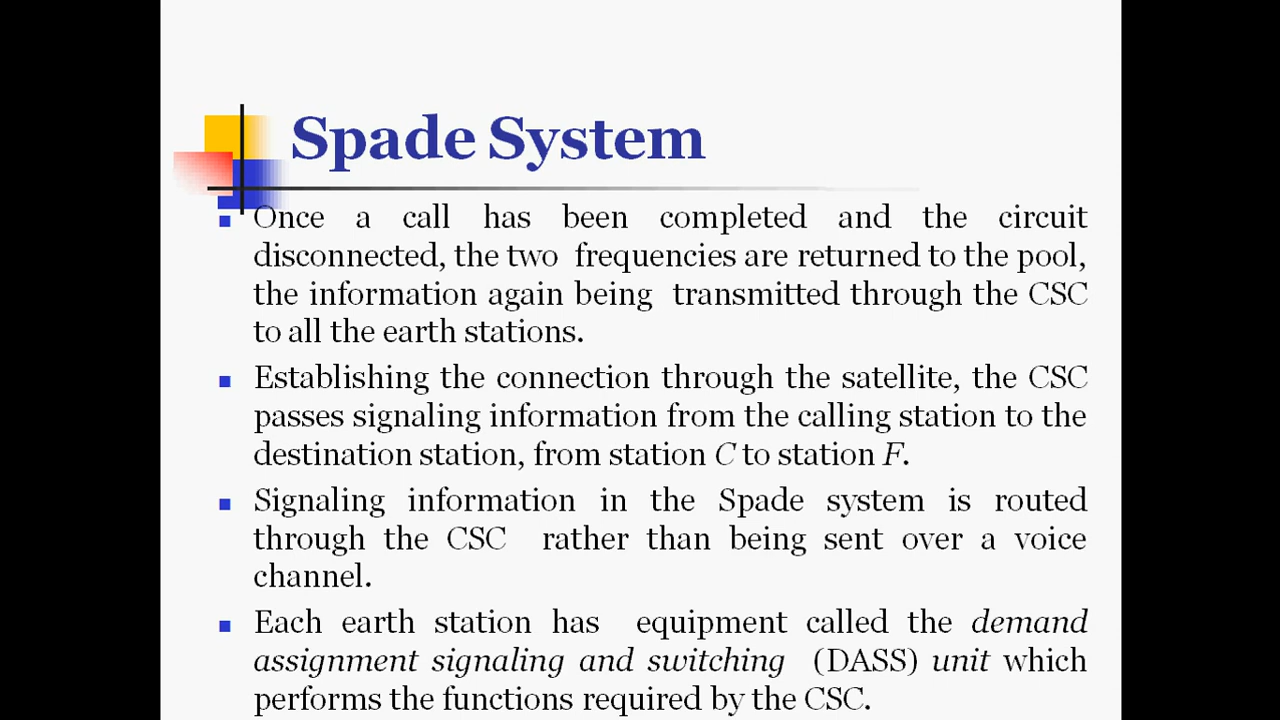 Spade System
Once a call has been completed and the circuit
disconnected, the two frequencies are returned to the pool,
the information again being transmitted through the CSC
to all the earth stations.
Establishing the connection through the satellite, the CSC
passes signaling information from the calling station to the
destination station, from station C to station F.
Signaling information in the Spade system is routed
through the CSC rather than being sent over a voice
channel.
Each earth station has equipment called the demand
assignment signaling and switching (DASS) unit which
performs the functions required by the CSC.